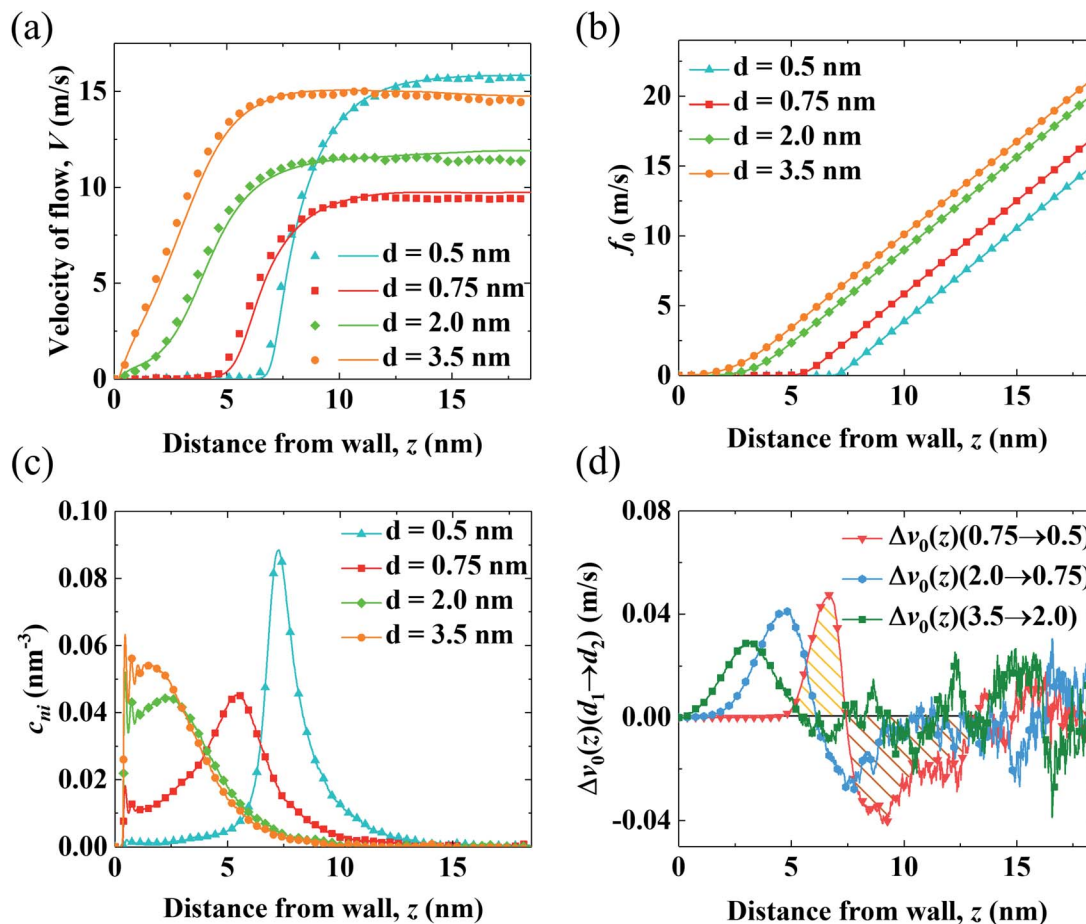 (a)
Velocity of flow, V (m/s)
15
10
5
0
d = 0.5 nm
d = 0.75 nm
d = 2.0 nm
d = 3.5 nm
0 5 10 15
Distance from wall, z (nm)
(b)
f₀ (m/s)
20
15
10
5
0
d = 0.5 nm
d = 0.75 nm
d = 2.0 nm
d = 3.5 nm
0 5 10 15
Distance from wall, z (nm)
(c)
cₙᵢ (nm⁻³)
0.10
0.08
0.06
0.04
0.02
0.00
d = 0.5 nm
d = 0.75 nm
d = 2.0 nm
d = 3.5 nm
0 5 10 15
Distance from wall, z (nm)
(d)
Δv₀(z)(d₁→d₂) (m/s)
0.08
0.04
0.00
-0.04
Δv₀(z)(0.75→0.5)
Δv₀(z)(2.0→0.75)
Δv₀(z)(3.5→2.0)
0 5 10 15
Distance from wall, z (nm)